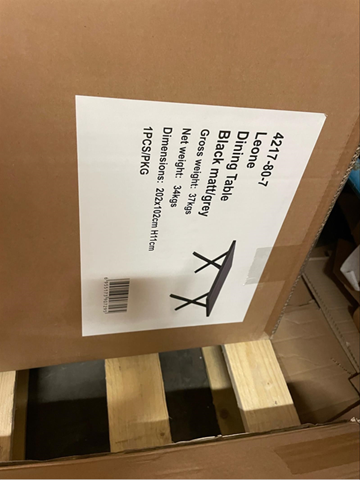 4217-80-7
Leone
Dining Table
Black matt/grey
Gross weight: 37kgs
Net weight: 34kgs
Dimensions: 202x102cm H11cm
1PCS/PKG